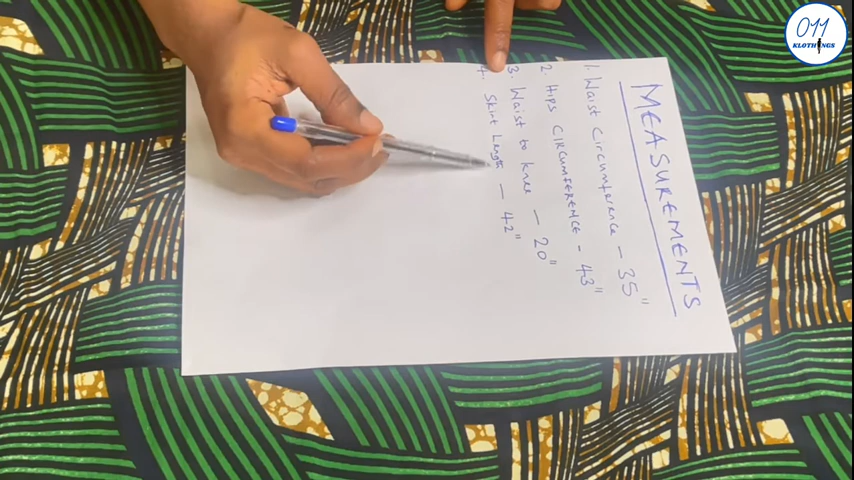 MEASUREMENTS
1. Waist Circumference - 35"
2 Hips CIRCUMFERENCE - 43"
3. Waist to knee - 20"
4. Skirt Length - 42"
011
KLOTHINGS